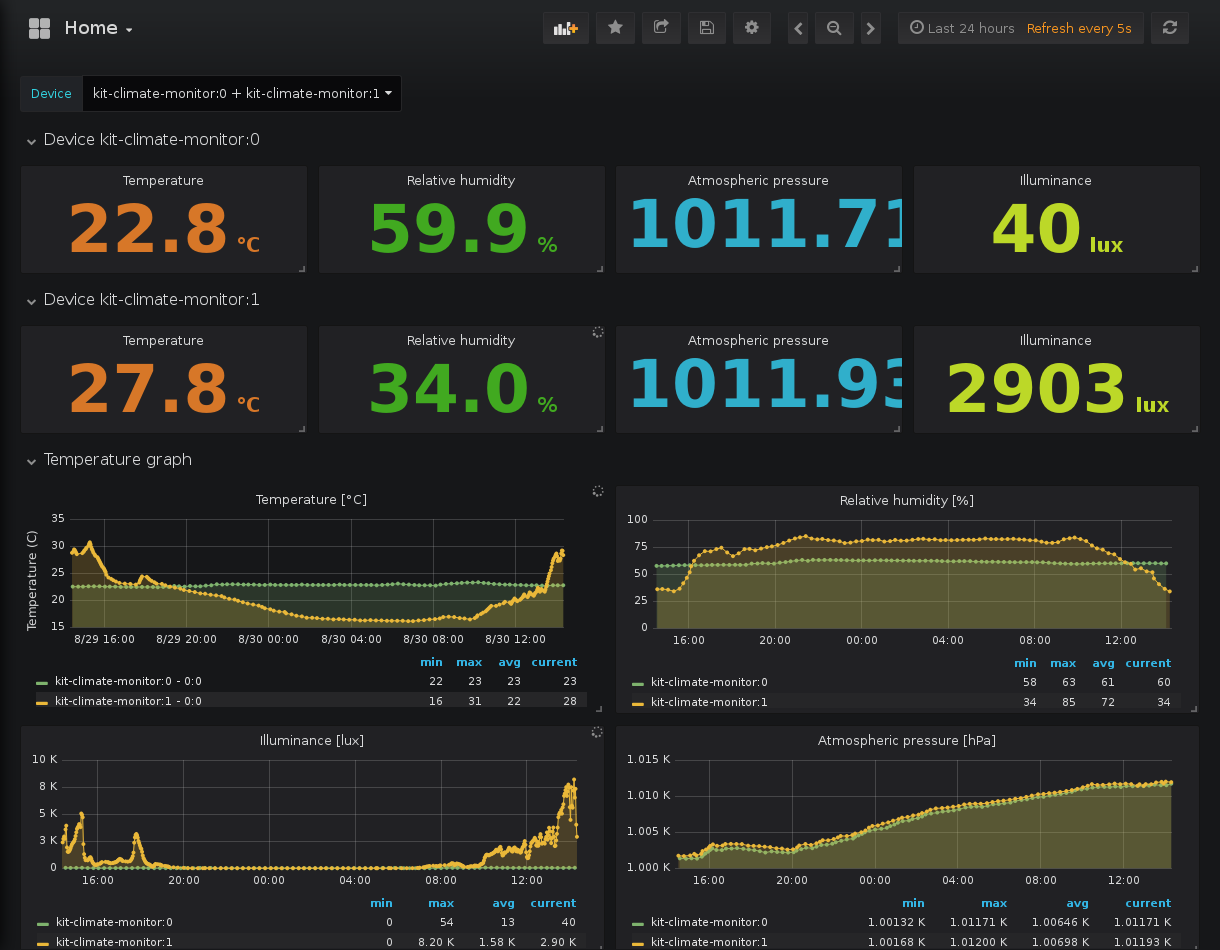 Home
Last 24 hours Refresh every 5s
Device kit-climate-monitor:0 + kit-climate-monitor:1
Device kit-climate-monitor:0
Temperature Relative humidity Atmospheric pressure Illuminance
22.8 °C 59.9 % 1011.71 40 lux
Device kit-climate-monitor:1
Temperature Relative humidity Atmospheric pressure Illuminance
27.8 °C 34.0 % 1011.93 2903 lux
Temperature graph
Temperature [°C]
Temperature (C)
35
30
25
20
15
8/29 16:00 8/29 20:00 8/30 00:00 8/30 04:00 8/30 08:00 8/30 12:00
min max avg current
kit-climate-monitor:0 - 0:0 22 23 23 23
kit-climate-monitor:1 - 0:0 16 31 22 28
Relative humidity [%]
100
75
50
25
0
16:00 20:00 00:00 04:00 08:00 12:00
min max avg current
kit-climate-monitor:0 58 63 61 60
kit-climate-monitor:1 34 85 72 34
Illuminance [lux]
10 K
8 K
5 K
3 K
0
16:00 20:00 00:00 04:00 08:00 12:00
min max avg current
kit-climate-monitor:0 0 54 13 40
kit-climate-monitor:1 0 8.20 K 1.58 K 2.90 K
Atmospheric pressure [hPa]
1.015 K
1.010 K
1.005 K
1.000 K
16:00 20:00 00:00 04:00 08:00 12:00
min max avg current
kit-climate-monitor:0 1.00132 K 1.01171 K 1.00646 K 1.01171 K
kit-climate-monitor:1 1.00168 K 1.01200 K 1.00698 K 1.01193 K